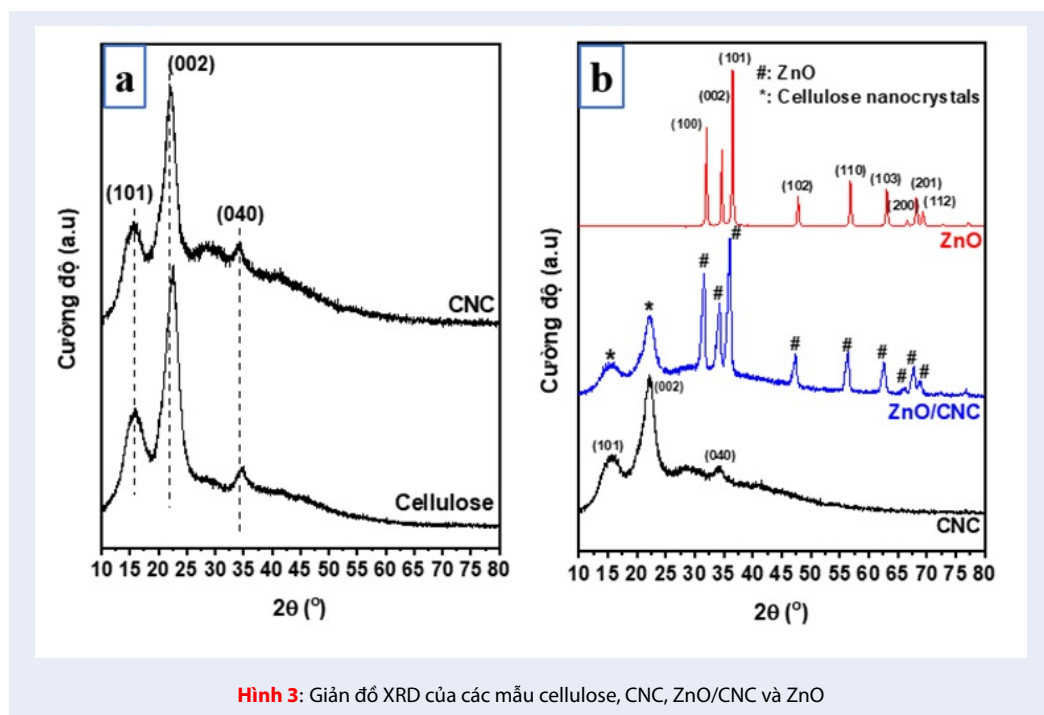 a
(002)
(101)
(040)
CNC
Cellulose
Cường độ (a.u)
10 15 20 25 30 35 40 45 50 55 60 65 70 75 80
2θ (°)
b
(101)
#: ZnO
*: Cellulose nanocrystals
(002)
(100)
(102)
(110)
(103)
(201)
(200)
(112)
ZnO
#
# # # # # # # #
* *
ZnO/CNC
(002)
(101)
(040)
CNC
Cường độ (a.u)
10 15 20 25 30 35 40 45 50 55 60 65 70 75 80
2θ (°)
Hình 3: Giản đồ XRD của các mẫu cellulose, CNC, ZnO/CNC và ZnO